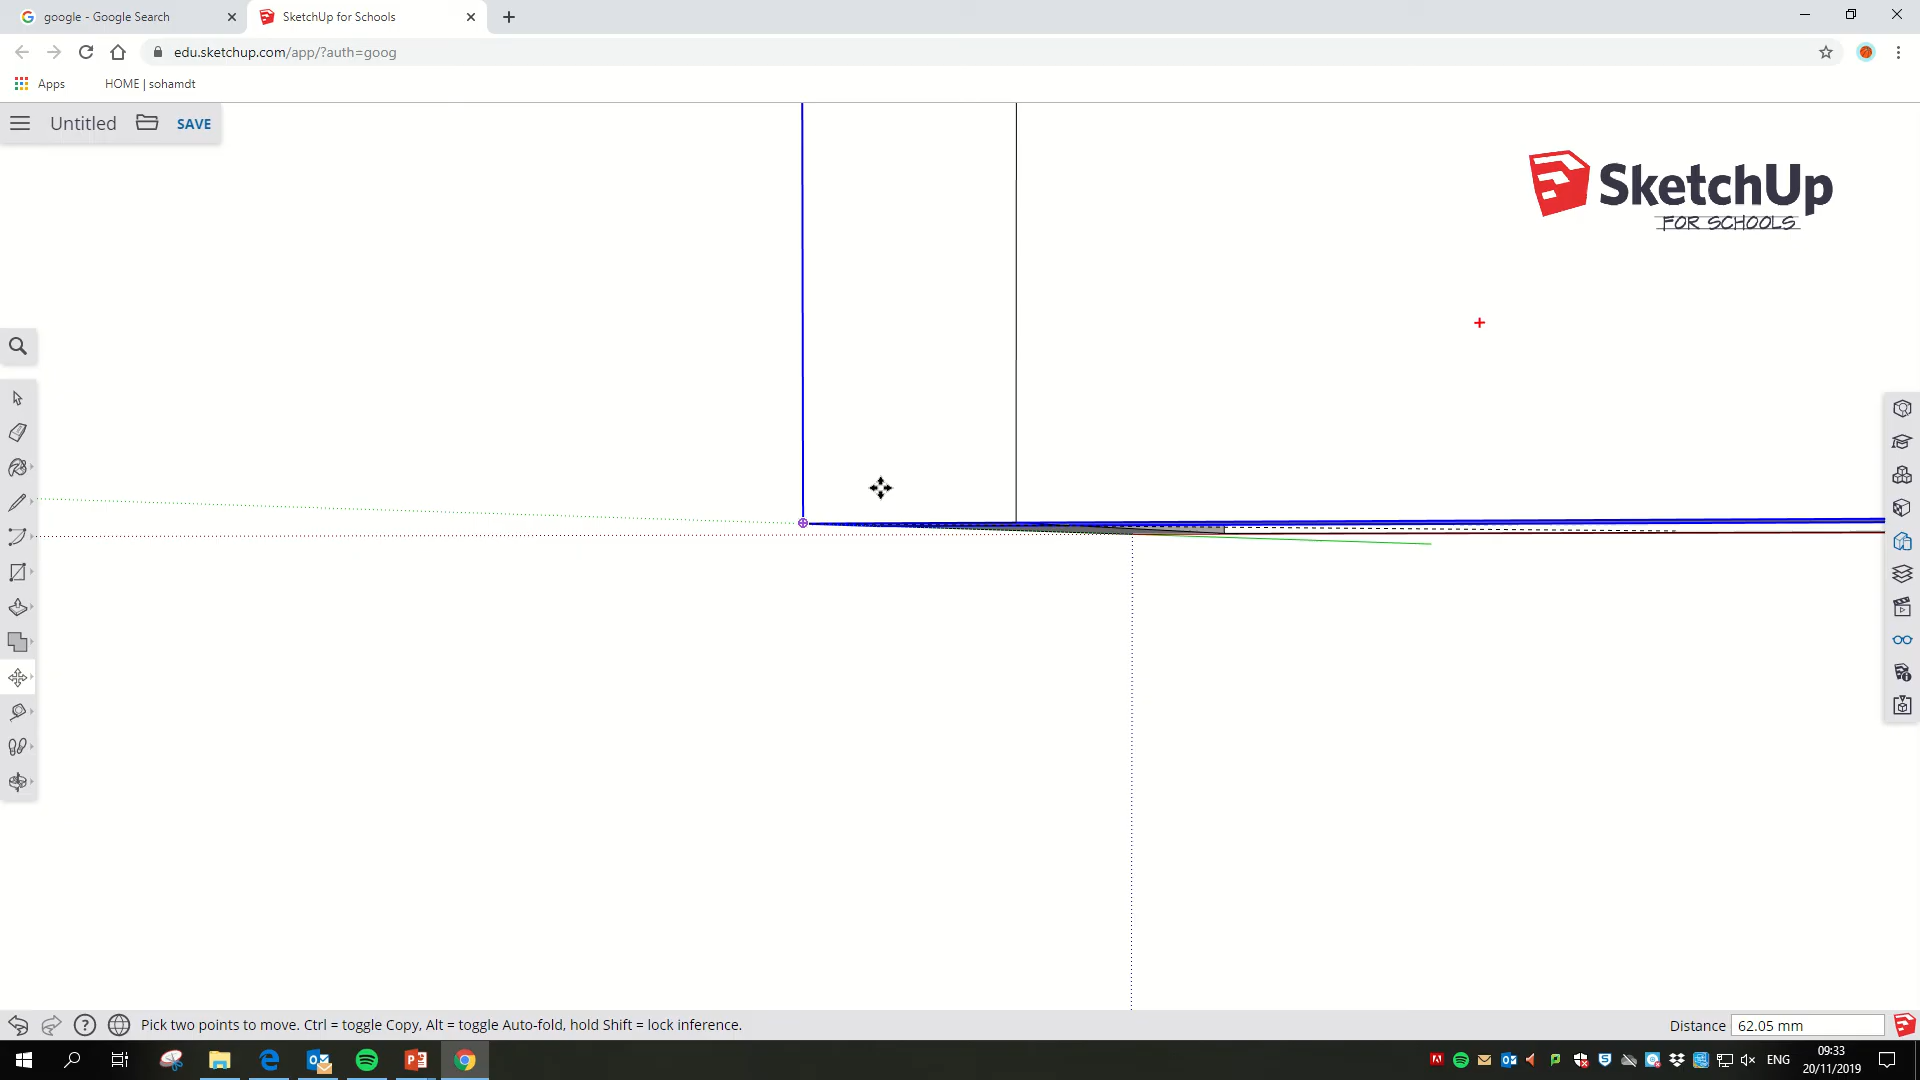 google - Google Search
SketchUp for Schools
edu.sketchup.com/app/?auth=goog
Apps
HOME | sohamdt
Untitled
SAVE
SketchUp
FOR SCHOOLS
Pick two points to move. Ctrl = toggle Copy, Alt = toggle Auto-fold, hold Shift = lock inference.
Distance
62.05 mm
ENG
09:33
20/11/2019